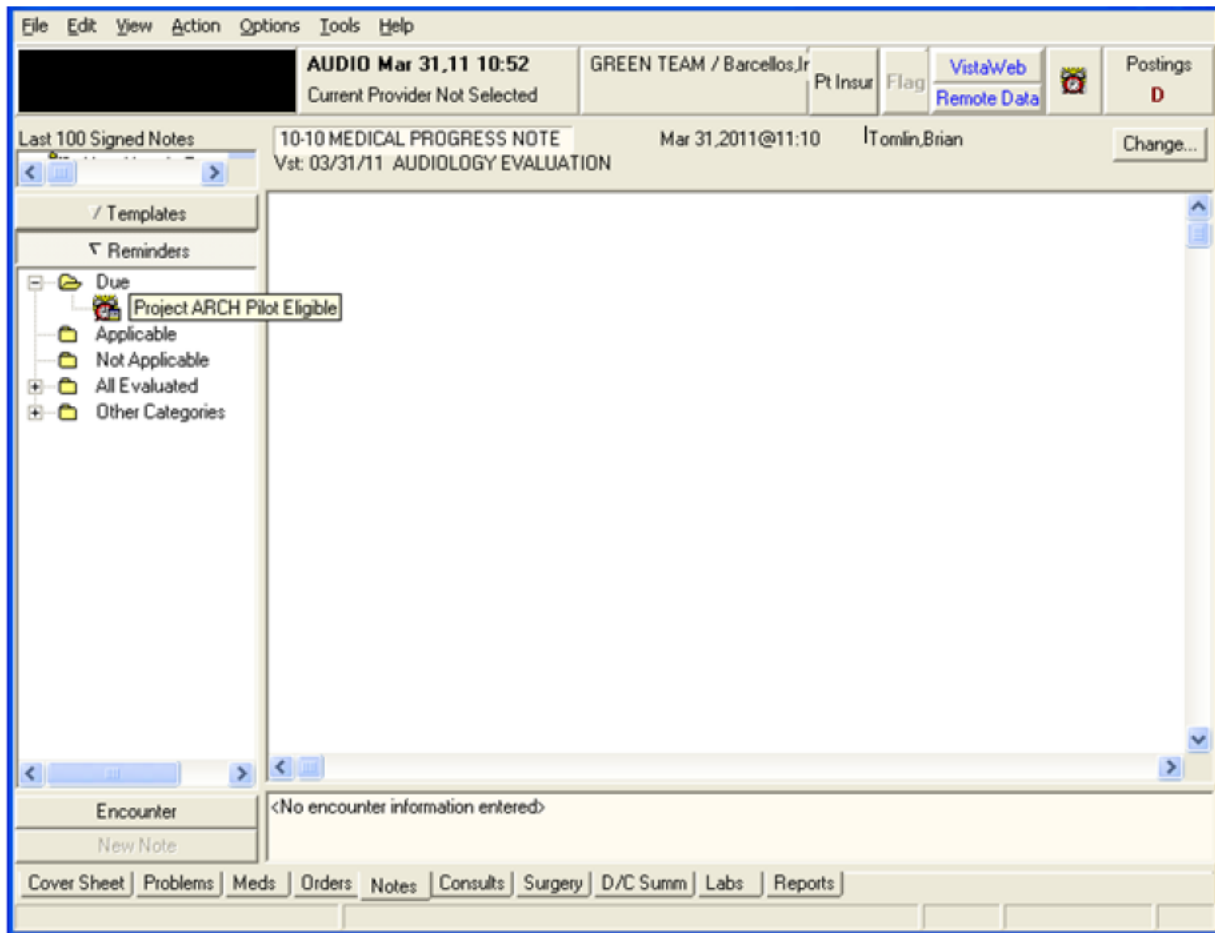 File Edit View Action Options Tools Help
AUDIO Mar 31,11 10:52
Current Provider Not Selected
GREEN TEAM / Barcellos,Ir
Pt Insur
Flag
VistaWeb
Remote Data
Postings
D
Last 100 Signed Notes
10-10 MEDICAL PROGRESS NOTE Mar 31,2011@11:10 Tomlin,Brian
Change...
Vst: 03/31/11 AUDIOLOGY EVALUATION
Templates
Reminders
Due
Project ARCH Pilot Eligible
Applicable
Not Applicable
All Evaluated
Other Categories
Encounter
<No encounter information entered>
New Note
Cover Sheet Problems Meds Orders Notes Consults Surgery D/C Summ Labs Reports